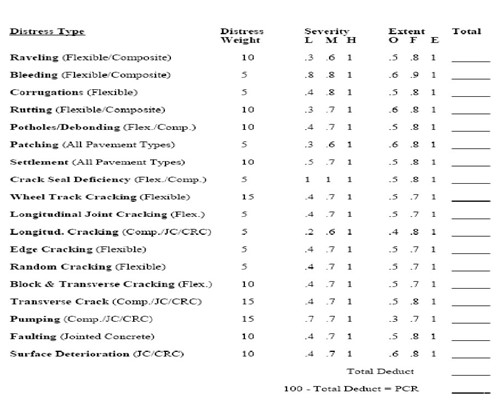 Distress Type Distress Severity Extent Total
Weight L M H O F E
Raveling (Flexible/Composite) 10 .3 .6 1 .5 .8 1
Bleeding (Flexible/Composite) 5 .8 .8 1 .6 .9 1
Corrugations (Flexible) 5 .4 .8 1 .5 .8 1
Rutting (Flexible/Composite) 10 .3 .7 1 .6 .8 1
Potholes/Debonding (Flex./Comp.) 10 .4 .7 1 .5 .8 1
Patching (All Pavement Types) 5 .3 .6 1 .6 .8 1
Settlement (All Pavement Types) 10 .5 .7 1 .5 .8 1
Crack Seal Deficiency (Flex./Comp.) 5 1 1 1 .5 .8 1
Wheel Track Cracking (Flexible) 15 .4 .7 1 .5 .7 1
Longitudinal Joint Cracking (Flex.) 5 .4 .7 1 .5 .7 1
Longitud. Cracking (Comp./JC/CRC) 5 .2 .6 1 .4 .8 1
Edge Cracking (Flexible) 5 .4 .7 1 .5 .7 1
Random Cracking (Flexible) 5 .4 .7 1 .5 .7 1
Block & Transverse Cracking (Flex.) 10 .4 .7 1 .5 .7 1
Transverse Crack (Comp./JC/CRC) 15 .4 .7 1 .5 .8 1
Pumping (Comp./JC/CRC) 15 .7 .7 1 .3 .7 1
Faulting (Jointed Concrete) 10 .4 .7 1 .5 .8 1
Surface Deterioration (JC/CRC) 10 .4 .7 1 .6 .8 1
Total Deduct
100 - Total Deduct = PCR